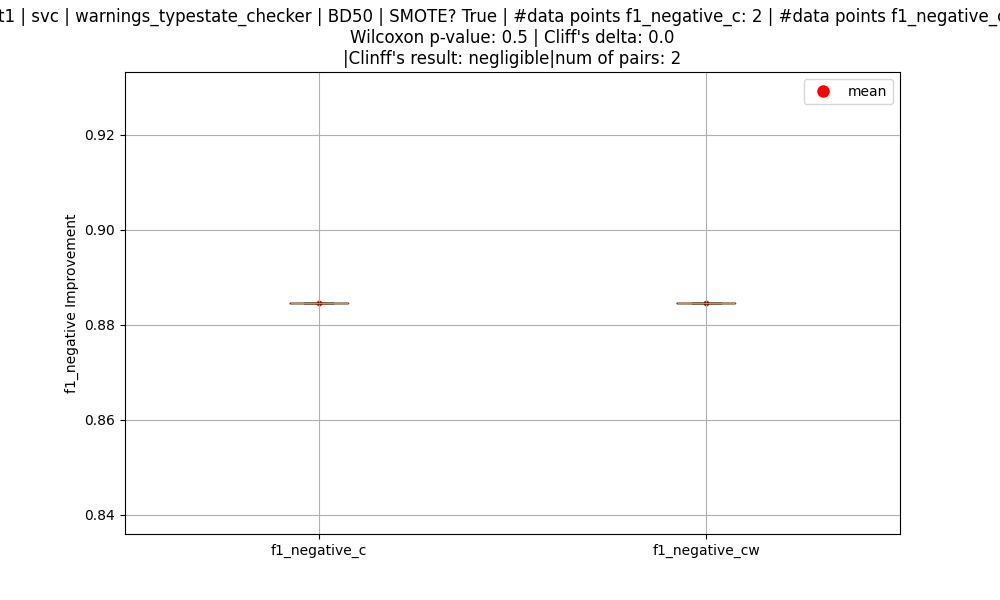 t1 | svc | warnings_typestate_checker | BD50 | SMOTE? True | #data points f1_negative_c: 2 | #data points f1_negative_c
Wilcoxon p-value: 0.5 | Cliff's delta: 0.0
|Clinff's result: negligible|num of pairs: 2
mean
0.92
0.90
0.88
0.86
0.84
f1_negative Improvement
f1_negative_c
f1_negative_cw